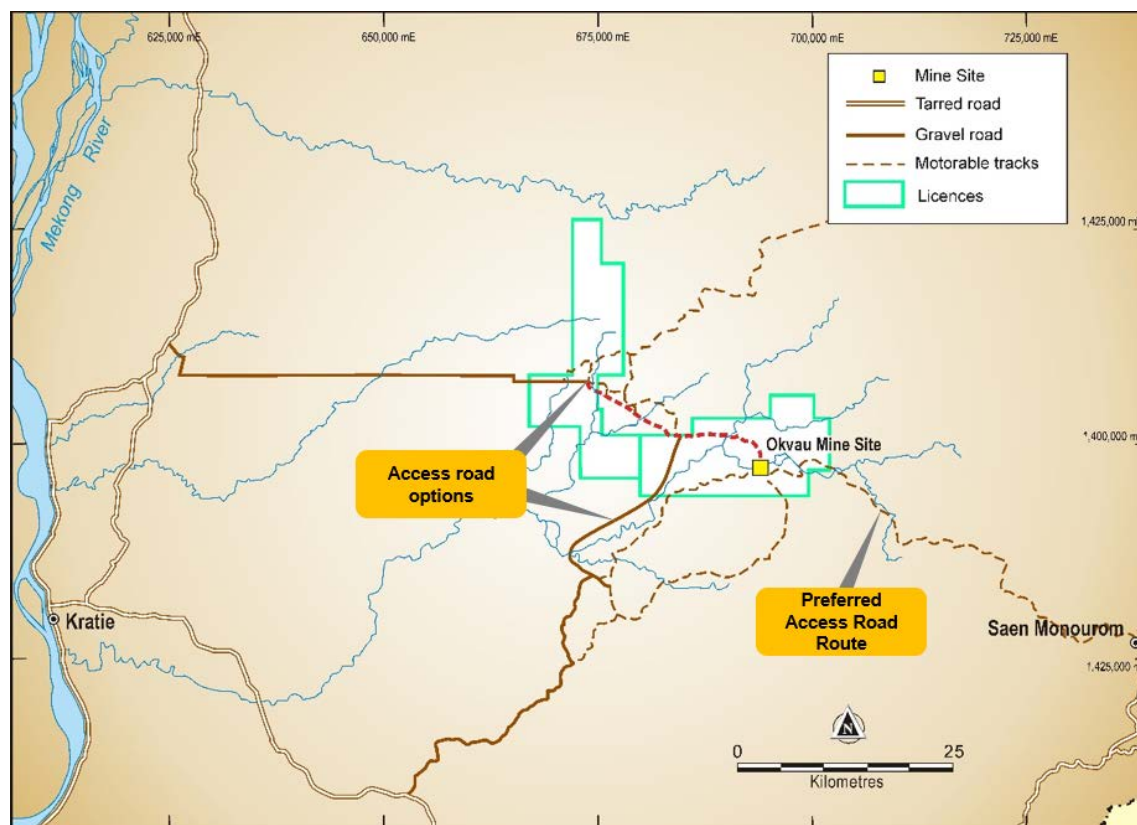 625,000 mE
650,000 mE
675,000 mE
700,000 mE
725,000 mE
Mine Site
Tarred road
Gravel road
Motorable tracks
Licences
Mekong River
1,425,000 m
1,400,000 m
Okvau Mine Site
Access road
options
Preferred
Access Road
Route
Kratie
Saen Monourom
1,425,000 m
N
0 25
Kilometres